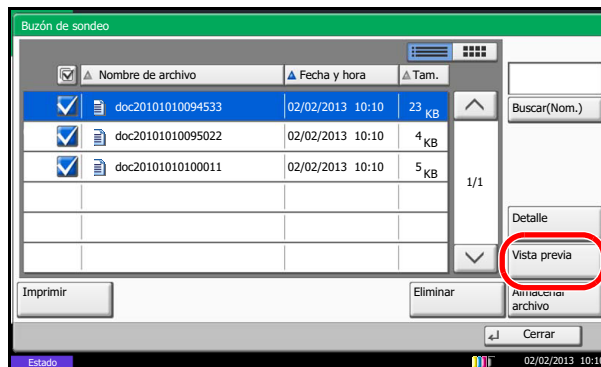 Buzón de sondeo
Nombre de archivo Fecha y hora Tam.
doc20101010094533 02/02/2013 10:10 23 KB
Buscar(Nom.)
doc20101010095022 02/02/2013 10:10 4 KB
doc20101010100011 02/02/2013 10:10 5 KB
1/1
Detalle
Vista previa
Imprimir Eliminar Almacenar
archivo
Cerrar
Estado 02/02/2013 10:10